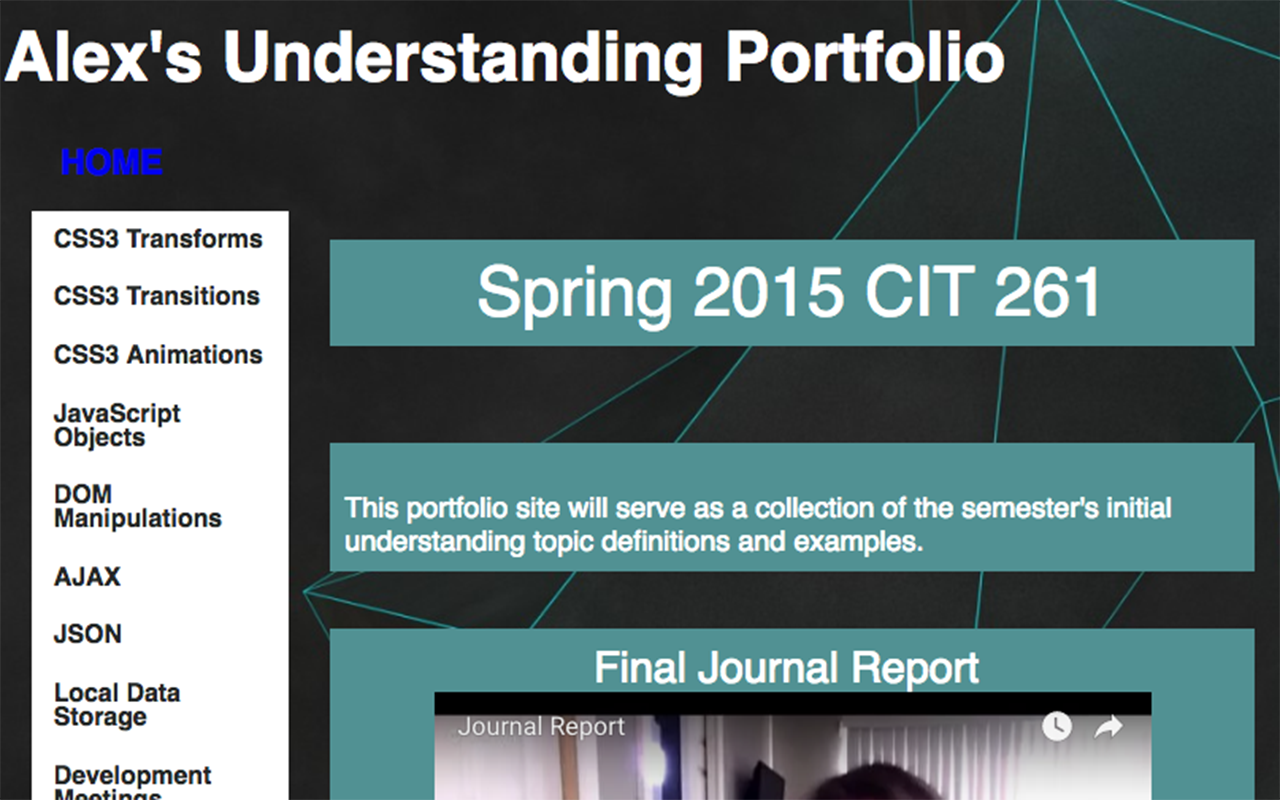 Alex's Understanding Portfolio
HOME
CSS3 Transforms
CSS3 Transitions
CSS3 Animations
JavaScript
Objects
DOM
Manipulations
AJAX
JSON
Local Data
Storage
Development
Meetings
Spring 2015 CIT 261
This portfolio site will serve as a collection of the semester's initial
understanding topic definitions and examples.
Final Journal Report
Journal Report